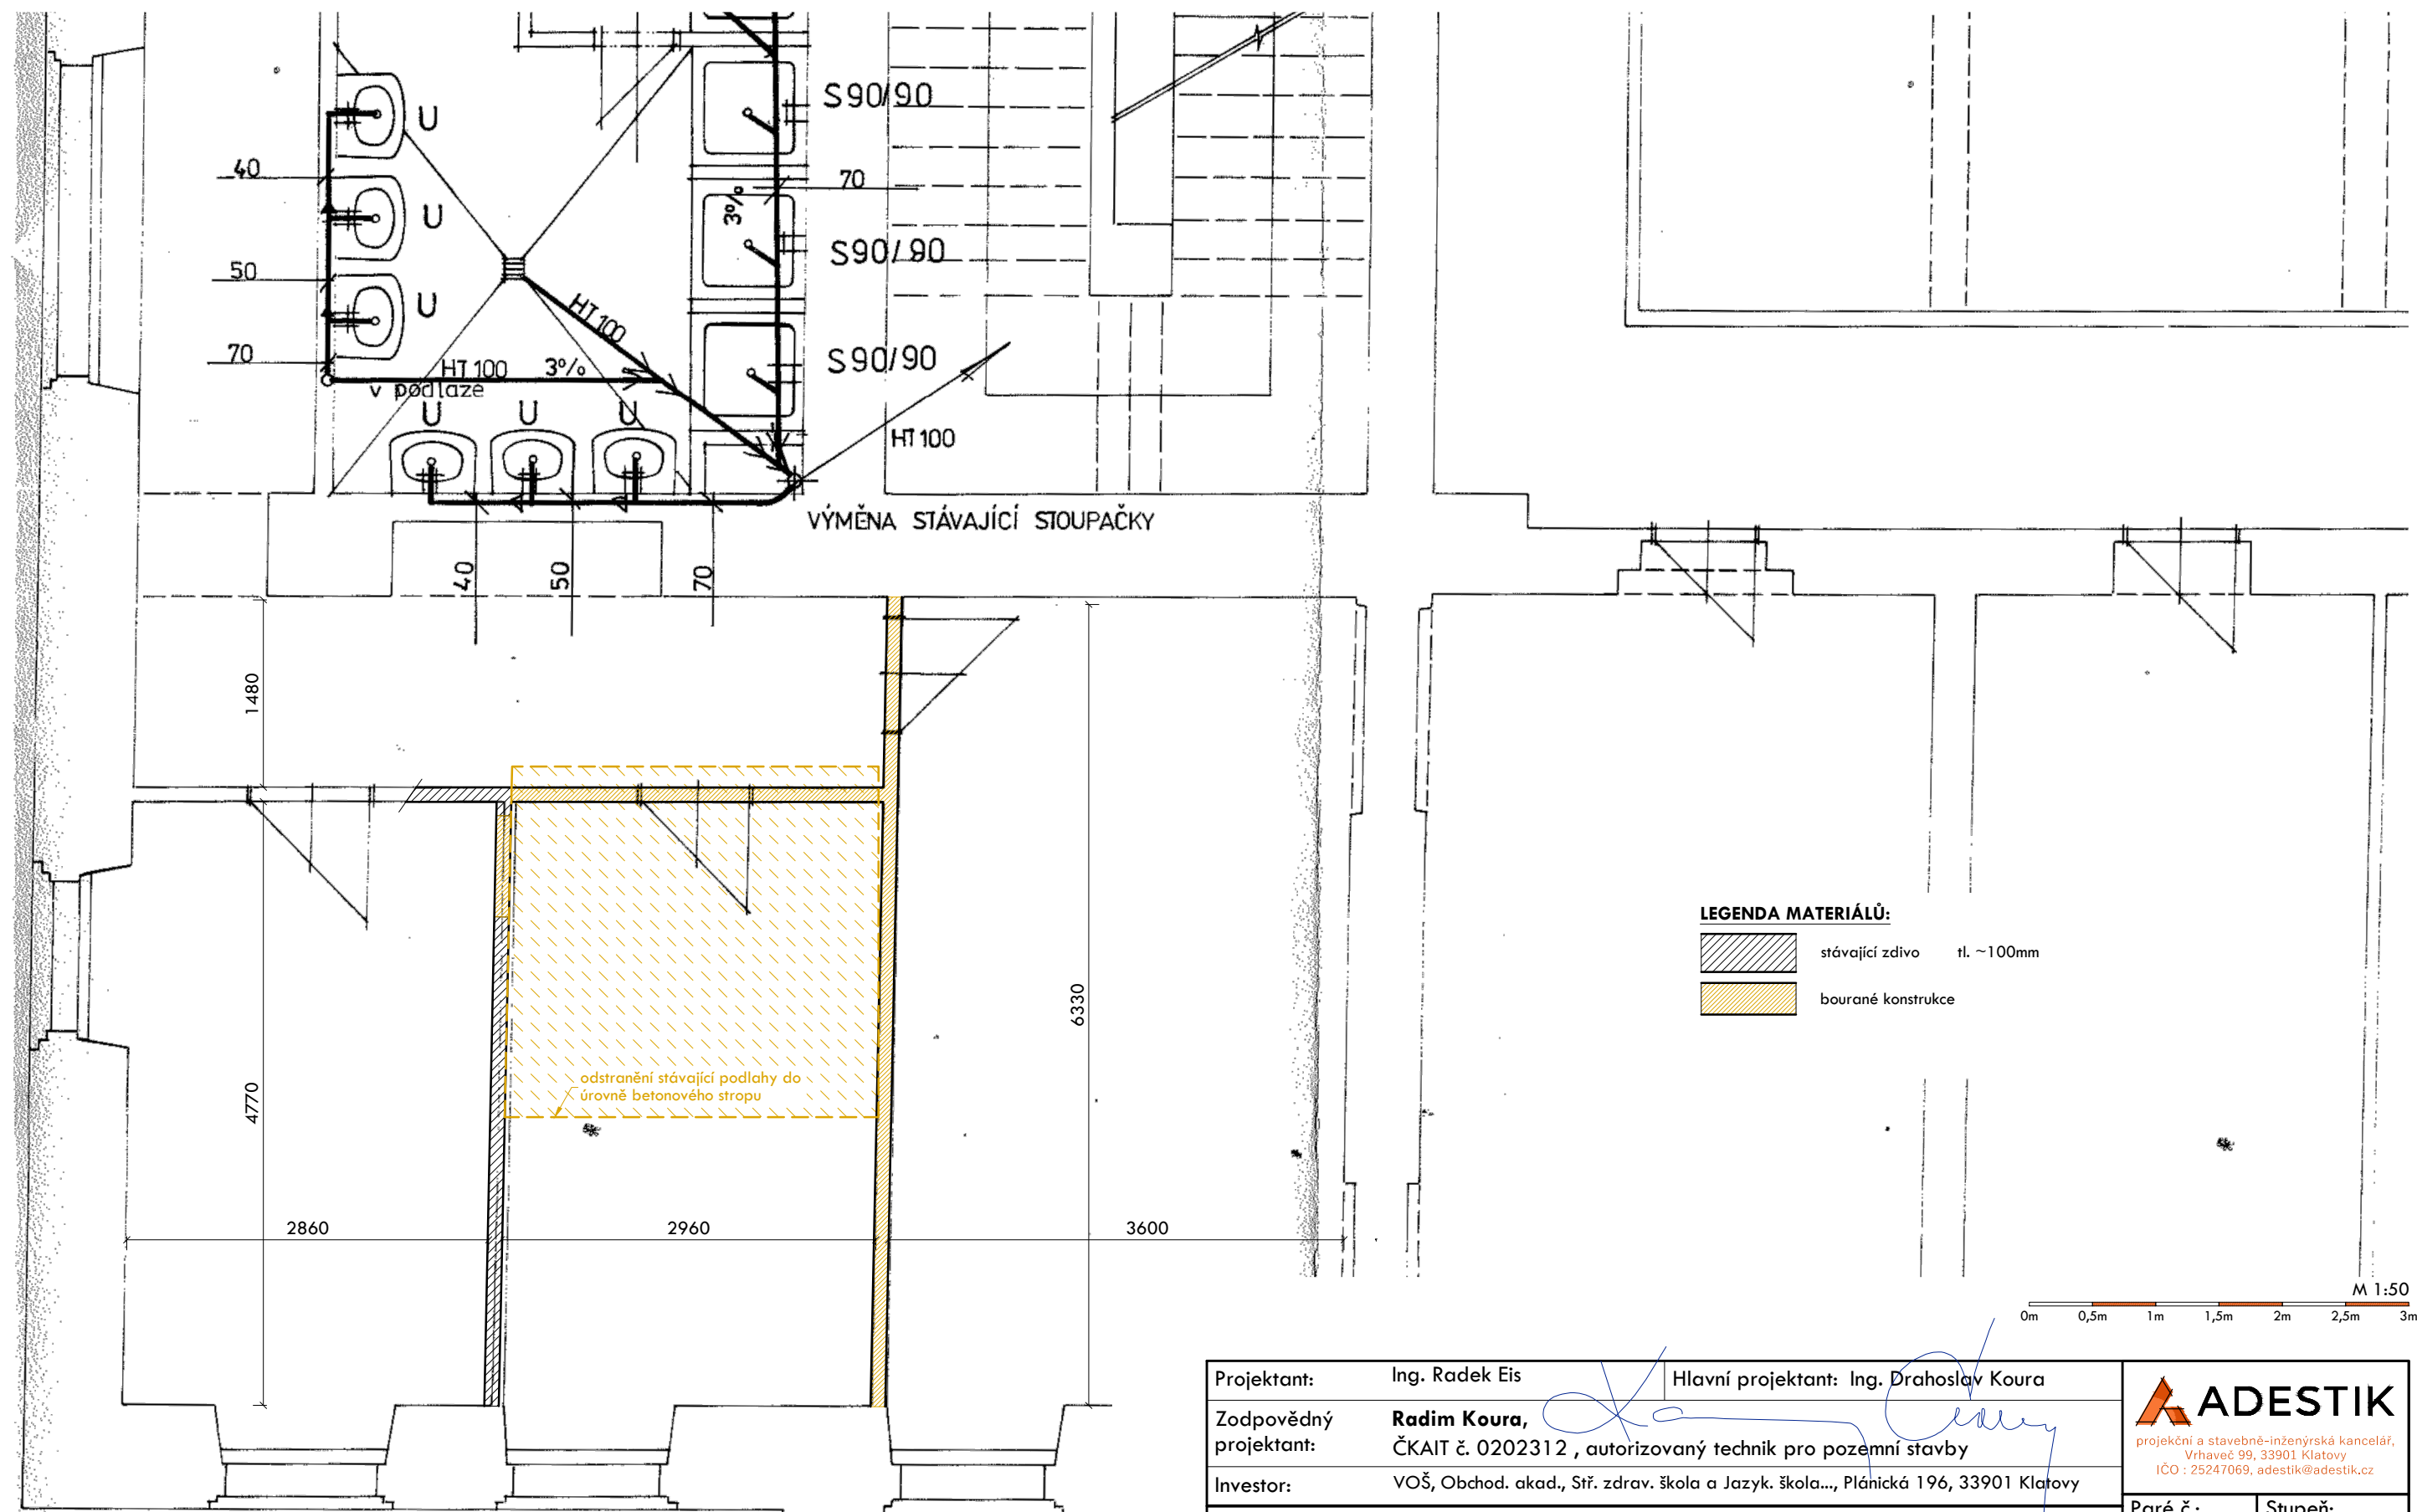 S90/90
U
40
70
3%
U
S90/90
50
HT 100
U
70
HT 100 3%
S90/90
v podlaze
U U U
HT 100
VÝMĚNA STÁVAJÍCÍ STOUPAČKY
40
50
70
1480
6330
4770
odstranění stávající podlahy do
úrovně betonového stropu
2860
2960
3600
LEGENDA MATERIÁLŮ:
stávající zdivo tl. ~100mm
bourané konstrukce
M 1:50
0m 0,5m 1m 1,5m 2m 2,5m 3m
Projektant: Ing. Radek Eis Hlavní projektant: Ing. Drahoslav Koura
Zodpovědný projektant: Radim Koura,
ČKAIT č. 0202312 , autorizovaný technik pro pozemní stavby
Investor: VOŠ, Obchod. akad., Stř. zdrav. škola a Jazyk. škola..., Plánická 196, 33901 Klatovy
ADESTIK
projekční a stavebně-inženýrská kancelář,
Vrhaveč 99, 33901 Klatovy
IČO : 25247069, adestik@adestik.cz
Paré č.: Stupeň: